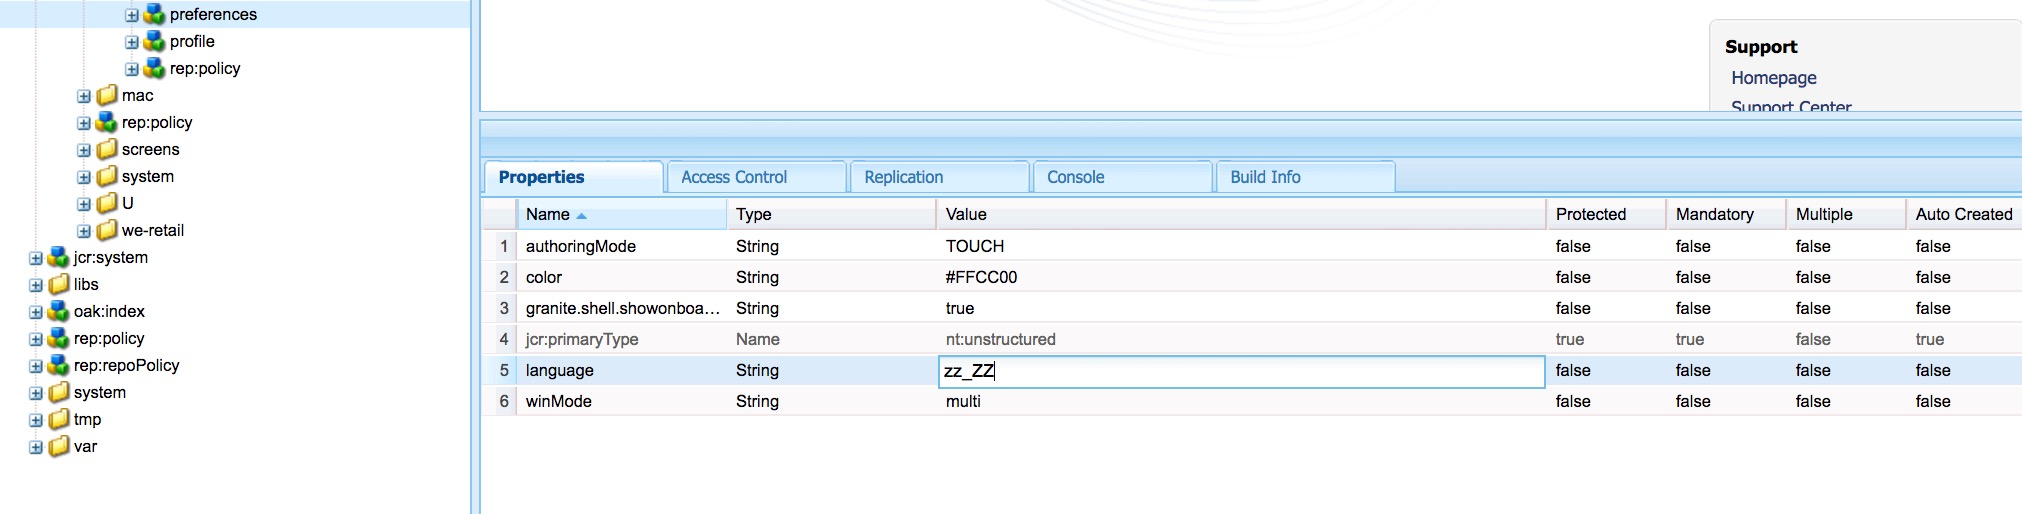 preferences
profile
rep:policy
mac
rep:policy
screens
system
U
we-retail
jcr:system
libs
oak:index
rep:policy
rep:repoPolicy
system
tmp
var
Support
Homepage
Support Center
Properties Access Control Replication Console Build Info
Name Type Value Protected Mandatory Multiple Auto Created
1 authoringMode String TOUCH false false false false
2 color String #FFCC00 false false false false
3 granite.shell.showonboa... String true false false false false
4 jcr:primaryType Name nt:unstructured true true false true
5 language String zz_ZZ false false false false
6 winMode String multi false false false false